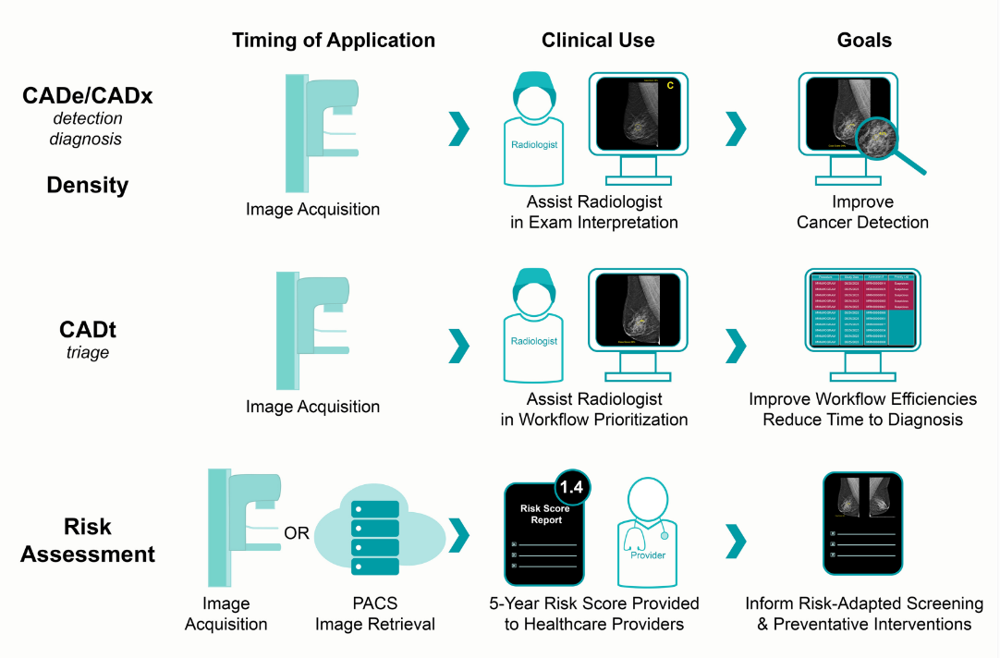 Timing of Application
Clinical Use
Goals
CADe/CADx
detection
diagnosis
Density
C
Radiologist
Image Acquisition
Assist Radiologist
in Exam Interpretation
Improve
Cancer Detection
CADt
triage
Radiologist
Image Acquisition
Assist Radiologist
in Workflow Prioritization
Improve Workflow Efficiencies
Reduce Time to Diagnosis
Risk
Assessment
OR
1.4
Risk Score
Report
Provider
Image
Acquisition
PACS
Image Retrieval
5-Year Risk Score Provided
to Healthcare Providers
Inform Risk-Adapted Screening
& Preventative Interventions